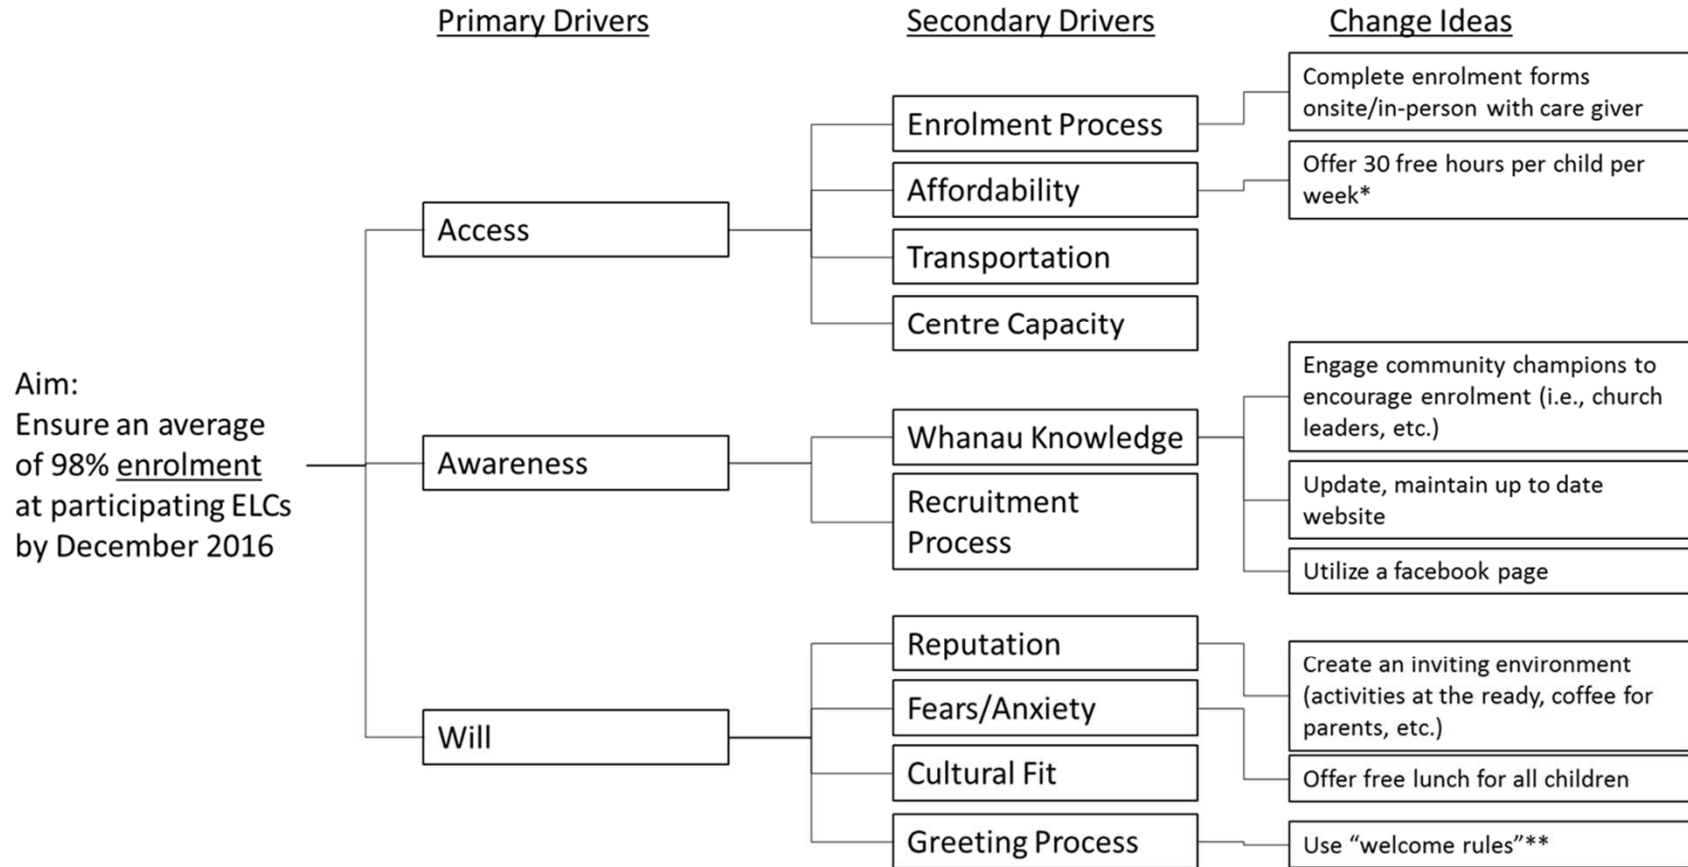 Primary Drivers
Secondary Drivers
Change Ideas
Aim:
Ensure an average
of 98% enrolment
at participating ELCs
by December 2016
Access
Awareness
Will
Enrolment Process
Affordability
Transportation
Centre Capacity
Whanau Knowledge
Recruitment
Process
Reputation
Fears/Anxiety
Cultural Fit
Greeting Process
Complete enrolment forms
onsite/in-person with care giver
Offer 30 free hours per child per
week*
Engage community champions to
encourage enrolment (i.e., church
leaders, etc.)
Update, maintain up to date
website
Utilize a facebook page
Create an inviting environment
(activities at the ready, coffee for
parents, etc.)
Offer free lunch for all children
Use “welcome rules”**